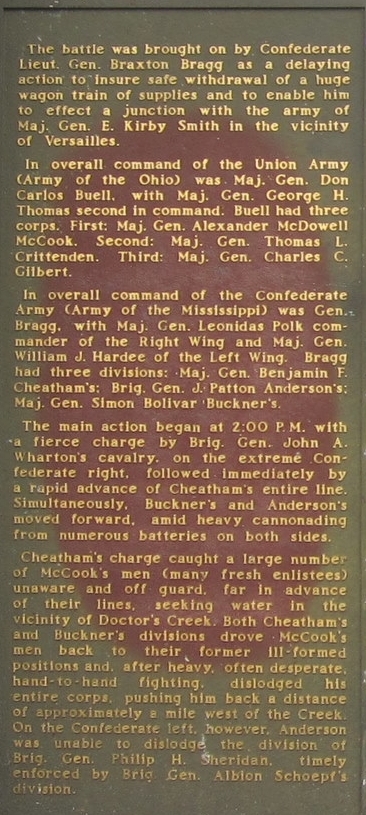 The battle was brought on by Confederate
Lieut. Gen. Braxton Bragg as a delaying
action to insure safe withdrawal of a huge
wagon train of supplies and to enable him
to effect a junction with the army of
Maj. Gen. E. Kirby Smith in the vicinity
of Versailles.
In overall command of the Union Army
(Army of the Ohio) was Maj. Gen. Don
Carlos Buell, with Maj. Gen. George H.
Thomas second in command. Buell had three
corps. First: Maj. Gen. Alexander McDowell
McCook. Second: Maj. Gen. Thomas L.
Crittenden. Third: Maj. Gen. Charles C.
Gilbert.
In overall command of the Confederate
Army (Army of the Mississippi) was Gen.
Bragg, with Maj. Gen. Leonidas Polk com-
mander of the Right Wing and Maj. Gen.
William J. Hardee of the Left Wing. Bragg
had three divisions: Maj. Gen. Benjamin F.
Cheatham's; Brig. Gen. J. Patton Anderson's;
Maj. Gen. Simon Bolivar Buckner's.
The main action began at 2:00 P.M. with
a fierce charge by Brig. Gen. John A.
Wharton's cavalry, on the extreme Con-
federate right, followed immediately by
a rapid advance of Cheatham's entire line.
Simultaneously, Buckner's and Anderson's
moved forward, amid heavy cannonading
from numerous batteries on both sides.
Cheatham's charge caught a large number
of McCook's men (many fresh enlistees)
unaware and off guard, far in advance
of their lines, seeking water in the
vicinity of Doctor's Creek. Both Cheatham's
and Buckner's divisions drove McCook's
men back to their former ill-formed
positions and, after heavy, often desperate,
hand-to-hand fighting, dislodged his
entire corps, pushing him back a distance
of approximately a mile west of the Creek.
On the Confederate left, however, Anderson
was unable to dislodge the division of
Brig. Gen. Philip H. Sheridan, timely
enforced by Brig Gen. Albion Schoepf's
division.